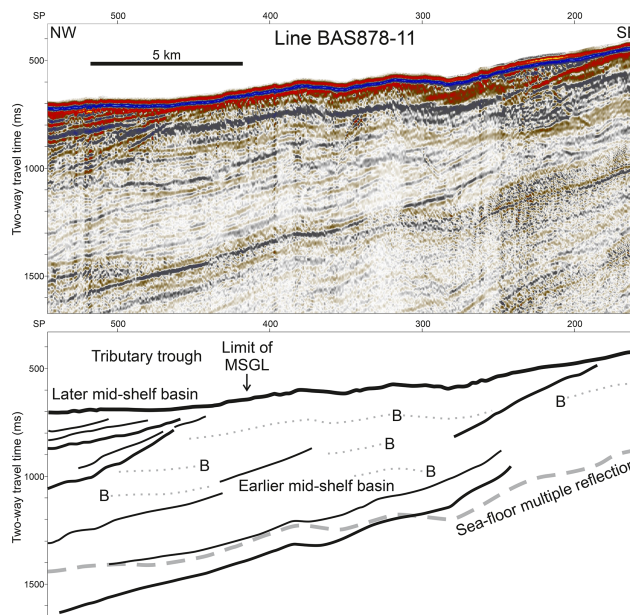 SP 500 400 300 200
NW Line BAS878-11 SE
5 km
Two-way travel time (ms)
500
1000
1500
SP 500 400 300 200
Tributary trough
Limit of
MSGL
Later mid-shelf basin
B
B
B
B
B
B
Earlier mid-shelf basin
Sea-floor multiple reflection
Two-way travel time (ms)
500
1000
1500